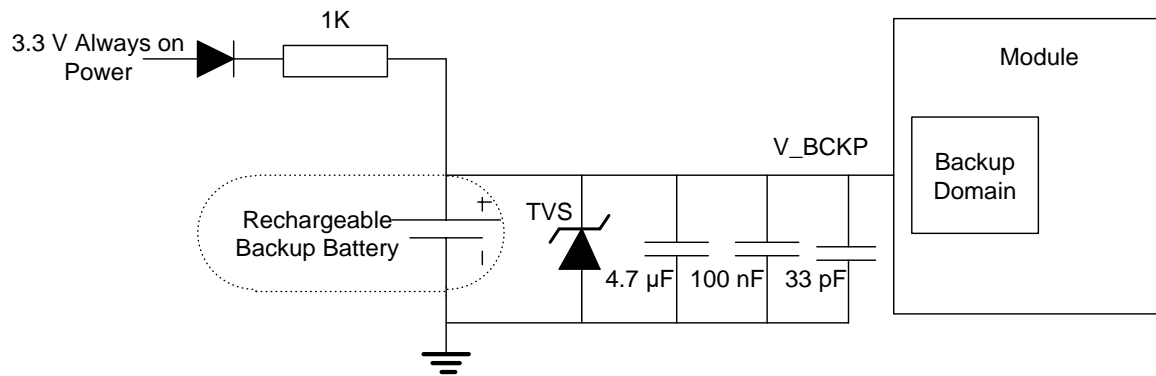 1K
3.3 V Always on
Power
Module
V_BCKP
Backup
Domain
+
Rechargeable
Backup Battery
TVS
4.7 µF
100 nF
33 pF